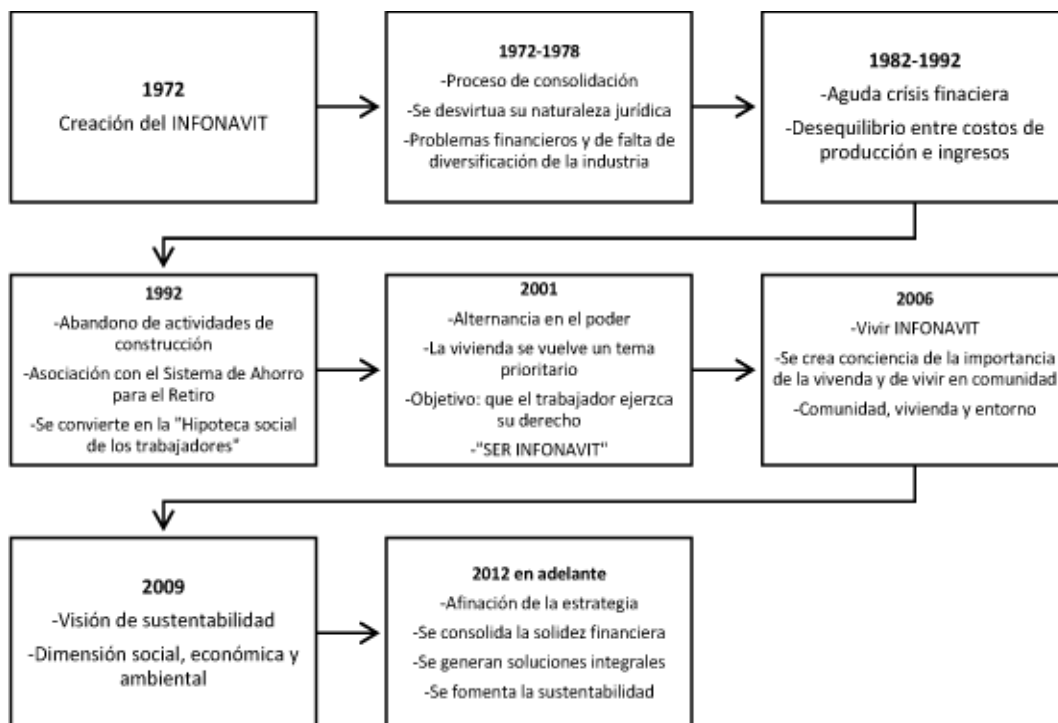 1972
Creación del INFONAVIT
1972-1978
-Proceso de consolidación
-Se desvirtua su naturaleza jurídica
-Problemas financieros y de falta de
diversificación de la industria
1982-1992
-Aguda crísis finaciera
-Desequilibrio entre costos de
producción e ingresos
1992
-Abandono de actividades de
construcción
-Asociación con el Sistema de Ahorro
para el Retiro
-Se convierte en la "Hipoteca social
de los trabajadores"
2001
-Alternancia en el poder
-La vivienda se vuelve un tema
prioritario
-Objetivo: que el trabajador ejerzca
su derecho
-"SER INFONAVIT"
2006
-Vivir INFONAVIT
-Se crea conciencia de la importancia
de la vivenda y de vivir en comunidad
-Comunidad, vivienda y entorno
2009
-Visión de sustentabilidad
-Dimensión social, económica y
ambiental
2012 en adelante
-Afinación de la estrategia
-Se consolida la solidez financiera
-Se generan soluciones integrales
-Se fomenta la sustentabilidad